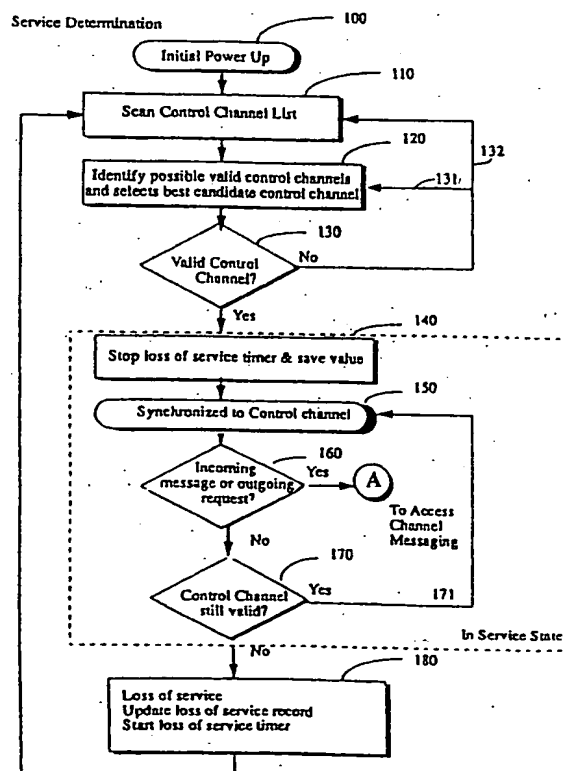 Service Determination
100
Initial Power Up
110
Scan Control Channel List
120
132
Identify possible valid control channels
and selects best candidate control channel
131
130
No
Valid Control
Channel?
Yes
140
Stop loss of service timer & save value
150
Synchronized to Control channel
160
Incoming
message or outgoing
request?
Yes
A
To Access
Channel
Messaging
No
170
Yes
171
Control Channel
still valid?
In Service State
No
180
Loss of service
Update loss of service record
Start loss of service timer